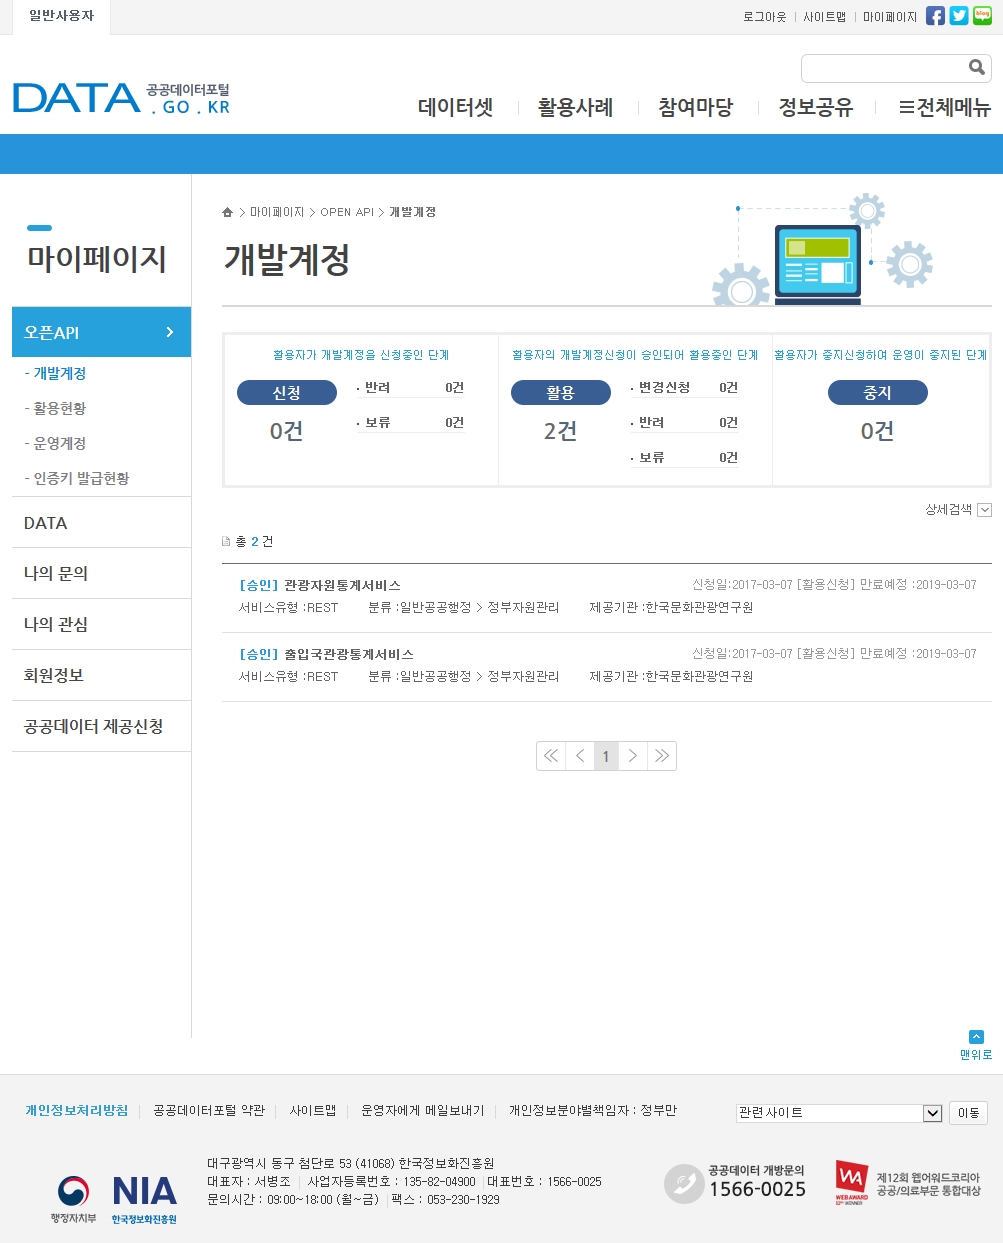 일반사용자
로그아웃 | 사이트맵 | 마이페이지 blog
DATA 공공데이터포털
.GO.KR
데이터셋 활용사례 참여마당 정보공유 전체메뉴
마이페이지 > OPEN API > 개발계정
마이페이지
개발계정
오픈API
- 개발계정
- 활용현황
- 운영계정
- 인증키 발급현황
DATA
나의 문의
나의 관심
회원정보
공공데이터 제공신청
활용자가 개발계정을 신청중인 단계
신청
0건
· 반려 0건
· 보류 0건
활용자의 개발계정신청이 승인되어 활용중인 단계
활용
2건
· 변경신청 0건
· 반려 0건
· 보류 0건
활용자가 중지신청하여 운영이 중지된 단계
중지
0건
상세검색
총 2 건
[승인] 관광자원통계서비스 신청일:2017-03-07 [활용신청] 만료예정 :2019-03-07
서비스유형 :REST 분류 :일반공공행정 > 정부자원관리 제공기관 :한국문화관광연구원
[승인] 출입국관광통계서비스 신청일:2017-03-07 [활용신청] 만료예정 :2019-03-07
서비스유형 :REST 분류 :일반공공행정 > 정부자원관리 제공기관 :한국문화관광연구원
1
맨위로
개인정보처리방침 공공데이터포털 약관 사이트맵 운영자에게 메일보내기 개인정보분야별책임자 : 정부만
관련사이트 이동
행정자치부
NIA
한국정보화진흥원
대구광역시 동구 첨단로 53 (41068) 한국정보화진흥원
대표자 : 서병조 | 사업자등록번호 : 135-82-04900 | 대표번호 : 1566-0025
문의시간 : 09:00~18:00 (월~금) | 팩스 : 053-230-1929
공공데이터 개방문의
1566-0025
WA
WEB AWARD
12th WINNER
제12회 웹어워드코리아
공공/의료부문 통합대상